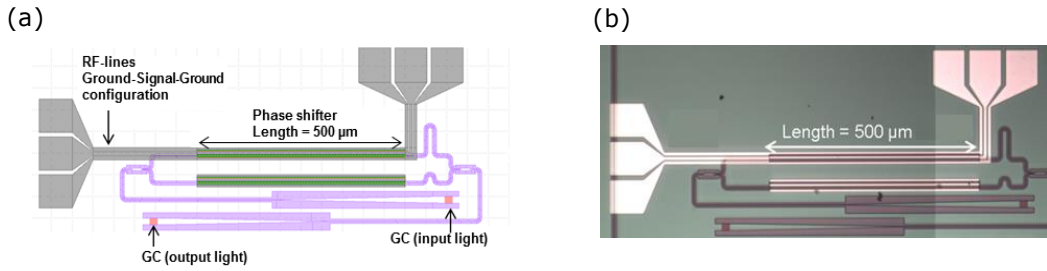 (a)
RF-lines
Ground-Signal-Ground
configuration
Phase shifter
Length = 500 µm
GC (input light)
GC (output light)
(b)
Length = 500 µm